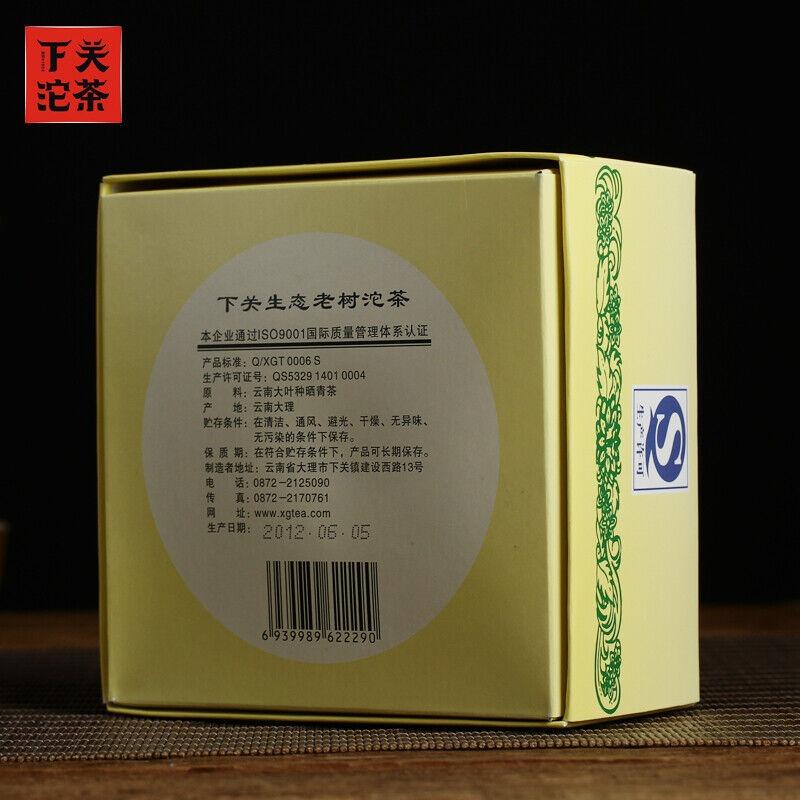 下关
沱茶
下关生态老树沱茶
本企业通过ISO9001国际质量管理体系认证
产品标准：Q/XGT 0006 S
生产许可证号：QS5329 1401 0004
原　　料：云南大叶种晒青茶
产　　地：云南大理
贮存条件：在清洁、通风、避光、干燥、无异味、
无污染的条件下保存。
保 质 期：在符合贮存条件下，产品可长期保存。
制造者地址：云南省大理市下关镇建设西路13号
电　　话：0872-2125090
传　　真：0872-2170761
网　　址：www.xgtea.com
生产日期：2012.06.05
6 939989 622290
QS
生产许可